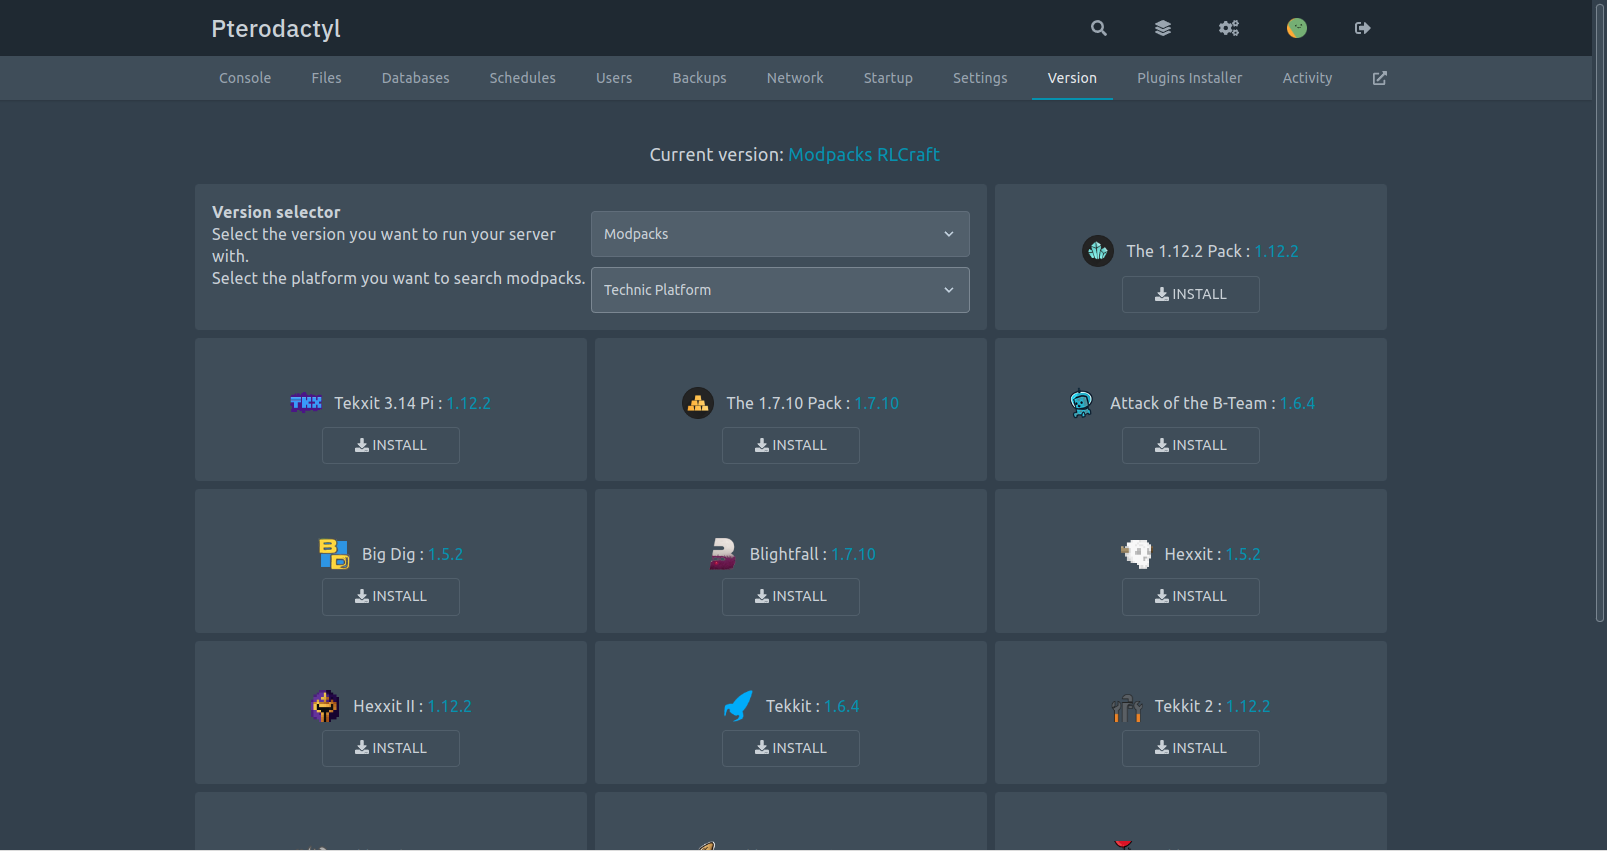 Pterodactyl
Console Files Databases Schedules Users Backups Network Startup Settings Version Plugins Installer Activity
Current version: Modpacks RLCraft
Version selector
Select the version you want to run your server
with.
Select the platform you want to search modpacks.
Modpacks
Technic Platform
The 1.12.2 Pack : 1.12.2
INSTALL
TKX
Tekxit 3.14 Pi : 1.12.2
INSTALL
The 1.7.10 Pack : 1.7.10
INSTALL
Attack of the B-Team : 1.6.4
INSTALL
BD
Big Dig : 1.5.2
INSTALL
B
Blightfall : 1.7.10
INSTALL
Hexxit : 1.5.2
INSTALL
Hexxit II : 1.12.2
INSTALL
Tekkit : 1.6.4
INSTALL
Tekkit 2 : 1.12.2
INSTALL